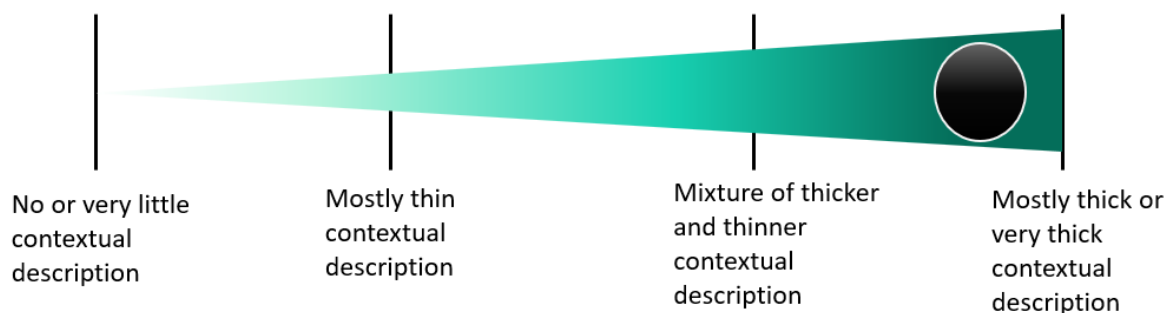 No or very little
contextual
description
Mostly thin
contextual
description
Mixture of thicker
and thinner
contextual
description
Mostly thick or
very thick
contextual
description